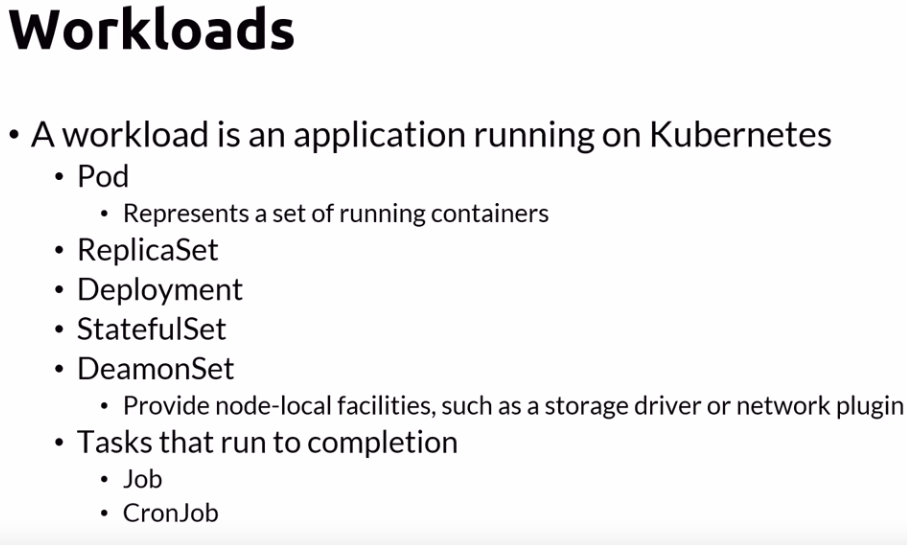 Workloads
• A workload is an application running on Kubernetes
• Pod
• Represents a set of running containers
• ReplicaSet
• Deployment
• StatefulSet
• DeamonSet
• Provide node-local facilities, such as a storage driver or network plugin
• Tasks that run to completion
• Job
• CronJob